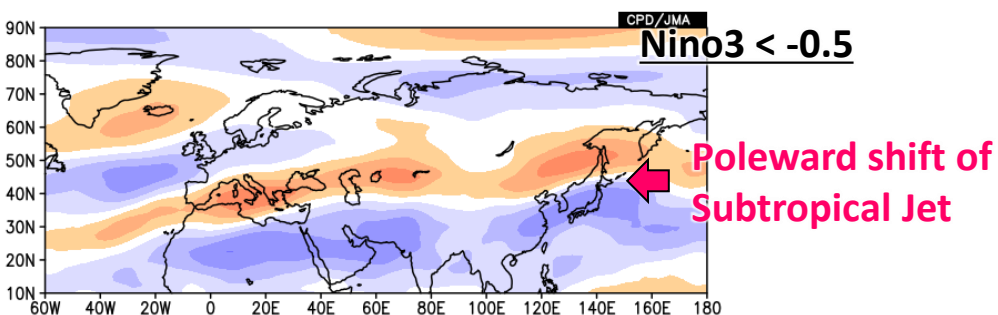 CPD/JMA
Nino3 < -0.5
90N
80N
70N
60N
50N
40N
30N
20N
10N
Poleward shift of
Subtropical Jet
60W 40W 20W 0 20E 40E 60E 80E 100E 120E 140E 160E 180